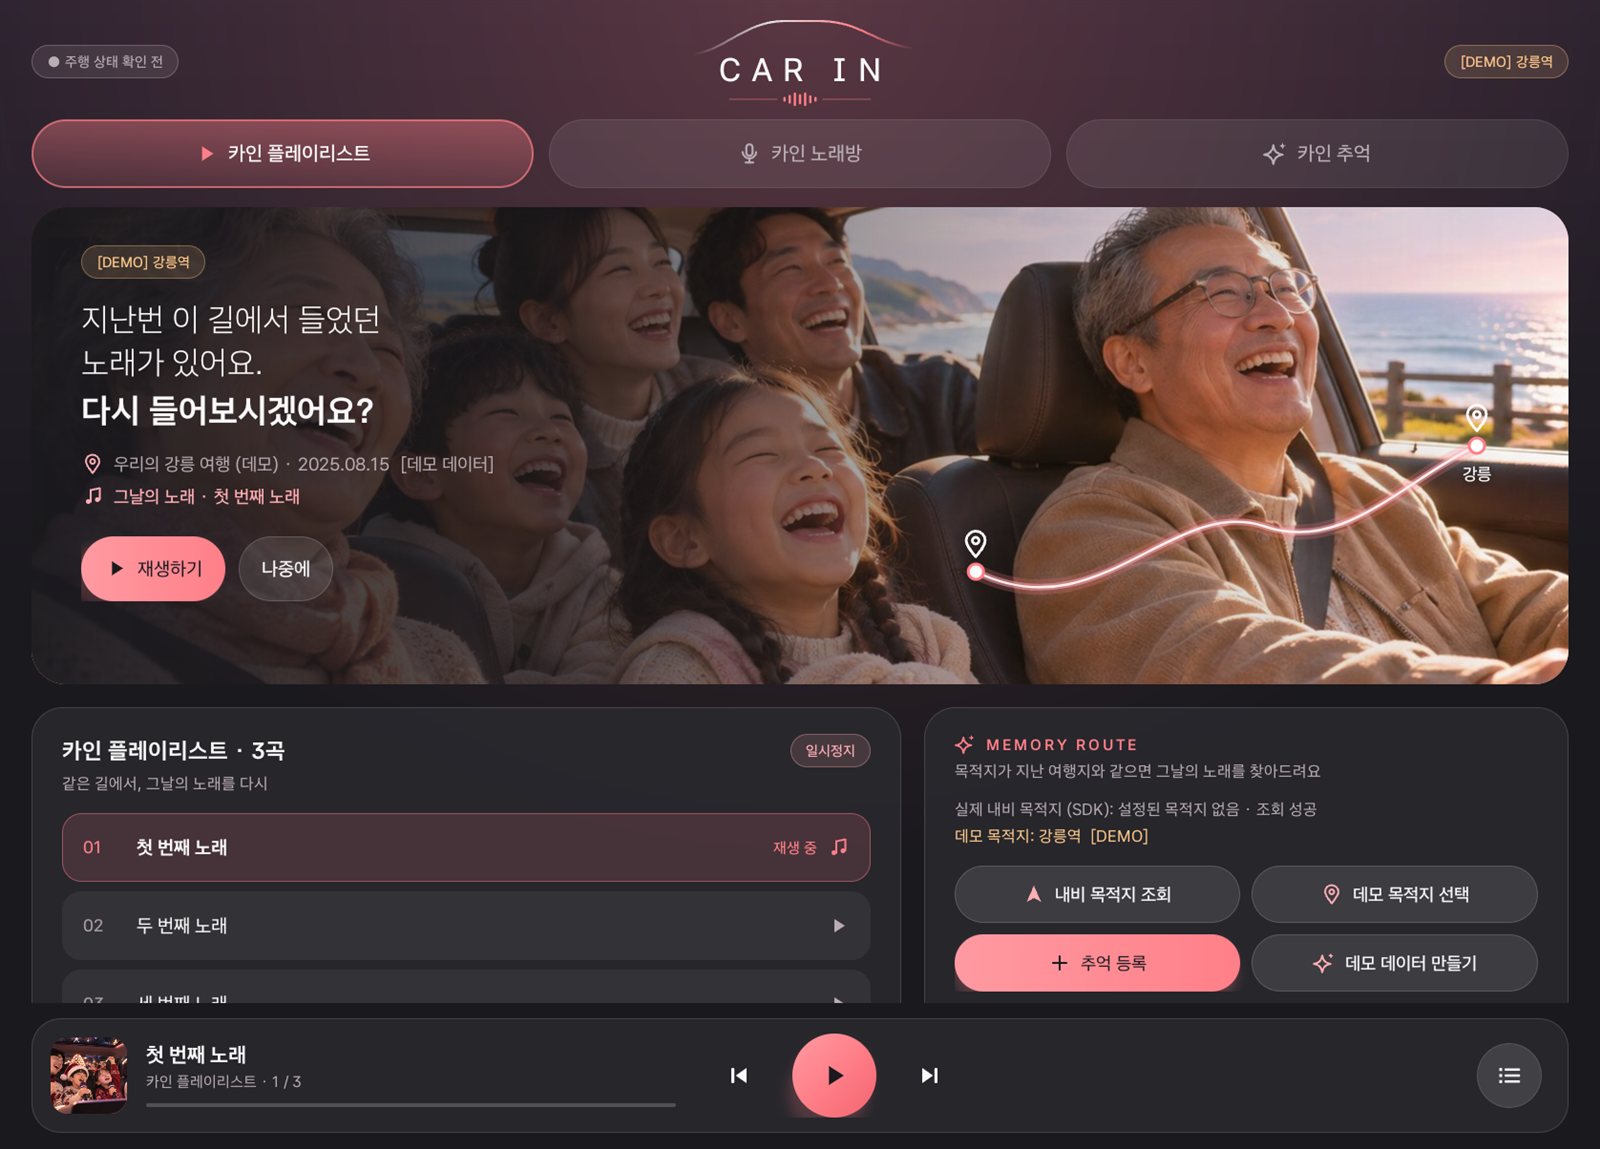 주행 상태 확인 전
CAR IN
[DEMO] 강릉역
카인 플레이리스트
카인 노래방
카인 추억
[DEMO] 강릉역
지난번 이 길에서 들었던
노래가 있어요.
다시 들어보시겠어요?
우리의 강릉 여행 (데모) · 2025.08.15 [데모 데이터]
그날의 노래 · 첫 번째 노래
재생하기
나중에
강릉
카인 플레이리스트 · 3곡
일시정지
같은 길에서, 그날의 노래를 다시
01 첫 번째 노래 재생 중
02 두 번째 노래
03 세 번째 노래
MEMORY ROUTE
목적지가 지난 여행지와 같으면 그날의 노래를 찾아드려요
실제 내비 목적지 (SDK): 설정된 목적지 없음 · 조회 성공
데모 목적지: 강릉역 [DEMO]
내비 목적지 조회
데모 목적지 선택
추억 등록
데모 데이터 만들기
첫 번째 노래
카인 플레이리스트 · 1 / 3